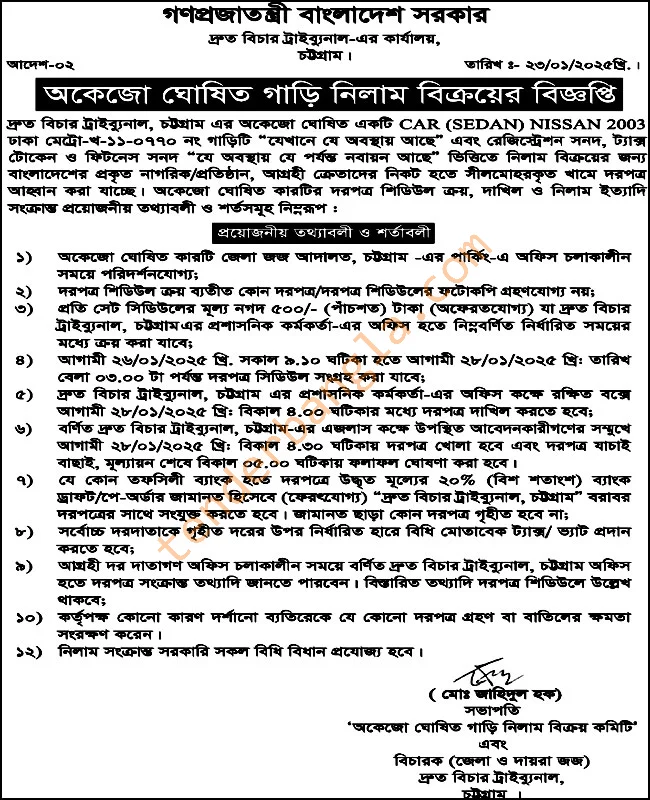 গণপ্রজাতন্ত্রী বাংলাদেশ সরকার
দ্রুত বিচার ট্রাইব্যুনাল-এর কার্যালয়,
চট্টগ্রাম।
আদেশ-০২ তারিখ ঃ- ২৩/০১/২০২৫খ্রি.।
অকেজো ঘোষিত গাড়ি নিলাম বিক্রয়ের বিজ্ঞপ্তি
দ্রুত বিচার ট্রাইব্যুনাল, চট্টগ্রাম এর অকেজো ঘোষিত একটি CAR (SEDAN) NISSAN 2003
ঢাকা মেট্রো-খ-১১-০৭৭০ নং গাড়িটি “যেখানে যে অবস্থায় আছে” এবং রেজিস্ট্রেশন সনদ, ট্যাক্স
টোকেন ও ফিটনেস সনদ “যে অবস্থায় যে পর্যন্ত নবায়ন আছে” ভিত্তিতে নিলাম বিক্রয়ের জন্য
বাংলাদেশের প্রকৃত নাগরিক/প্রতিষ্ঠান, আগ্রহী ক্রেতাদের নিকট হতে সীলমোহরকৃত খামে দরপত্র
আহ্বান করা যাচ্ছে। অকেজো ঘোষিত কারটির দরপত্র শিডিউল ক্রয়, দাখিল ও নিলাম ইত্যাদি
সংক্রান্ত প্রয়োজনীয় তথ্যাবলী ও শর্তসমূহ নিম্নরূপ :
প্রয়োজনীয় তথ্যাবলী ও শর্তাবলী
১) অকেজো ঘোষিত কারটি জেলা জজ আদালত, চট্টগ্রাম -এর পার্কিং-এ অফিস চলাকালীন
সময়ে পরিদর্শনযোগ্য;
২) দরপত্র শিডিউল ক্রয় ব্যতীত কোন দরপত্র/দরপত্র শিডিউলের ফটোকপি গ্রহণযোগ্য নয়;
৩) প্রতি সেট সিডিউলের মূল্য নগদ ৫০০/- (পাঁচশত) টাকা (অফেরতযোগ্য) যা দ্রুত বিচার
ট্রাইব্যুনাল, চট্টগ্রাম এর প্রশাসনিক কর্মকর্তা-এর অফিস হতে নিম্নবর্ণিত নির্ধারিত সময়ের
মধ্যে ক্রয় করা যাবে;
৪) আগামী ২৬/০১/২০২৫ খ্রি. সকাল ৯.১০ ঘটিকা হতে আগামী ২৮/০১/২০২৫ খ্রি: তারিখ
বেলা ০৩.০০ টা পর্যন্ত দরপত্র সিডিউল সংগ্রহ করা যাবে;
৫) দ্রুত বিচার ট্রাইব্যুনাল, চট্টগ্রাম এর প্রশাসনিক কর্মকর্তা-এর অফিস কক্ষে রক্ষিত বক্সে
আগামী ২৮/০১/২০২৫ খ্রি: বিকাল ৪.০০ ঘটিকার মধ্যে দরপত্র দাখিল করতে হবে;
৬) বর্ণিত দ্রুত বিচার ট্রাইব্যুনাল, চট্টগ্রাম-এর এজলাস কক্ষে উপস্থিত আবেদনকারীগণের সম্মুখে
আগামী ২৮/০১/২০২৫ খ্রি: বিকাল ৪.৩০ ঘটিকায় দরপত্র খোলা হবে এবং দরপত্র যাচাই
বাছাই, মূল্যায়ন শেষে বিকাল ০৫.০০ ঘটিকায় ফলাফল ঘোষণা করা হবে।
৭) যে কোন তফসিলী ব্যাংক হতে দরপত্রে উদ্ধৃত মূল্যের ২০% (বিশ শতাংশ) ব্যাংক
ড্রাফট/পে-অর্ডার জামানত হিসেবে (ফেরৎযোগ্য) “দ্রুত বিচার ট্রাইব্যুনাল, চট্টগ্রাম” বরাবর
দরপত্রের সাথে সংযুক্ত করতে হবে। জামানত ছাড়া কোন দরপত্র গৃহীত হবে না;
৮) সর্বোচ্চ দরদাতাকে গৃহীত দরের উপর নির্ধারিত হারে বিধি মোতাবেক ট্যাক্স/ ভ্যাট প্রদান
করতে হবে;
৯) আগ্রহী দর দাতাগণ অফিস চলাকালীন সময়ে বর্ণিত দ্রুত বিচার ট্রাইব্যুনাল, চট্টগ্রাম অফিস
হতে দরপত্র সংক্রান্ত তথ্যাদি জানতে পারবেন। বিস্তারিত তথ্যাদি দরপত্র শিডিউলে উল্লেখ
থাকবে;
১০) কর্তৃপক্ষ কোনো কারণ দর্শানো ব্যতিরেকে যে কোনো দরপত্র গ্রহণ বা বাতিলের ক্ষমতা
সংরক্ষণ করেন।
১২) নিলাম সংক্রান্ত সরকারি সকল বিধি বিধান প্রযোজ্য হবে।
(মোঃ জাহিদুল হক)
সভাপতি
‘অকেজো ঘোষিত গাড়ি নিলাম বিক্রয় কমিটি’
এবং
বিচারক (জেলা ও দায়রা জজ)
দ্রুত বিচার ট্রাইব্যুনাল,
চট্টগ্রাম ।
tenderbangla.com